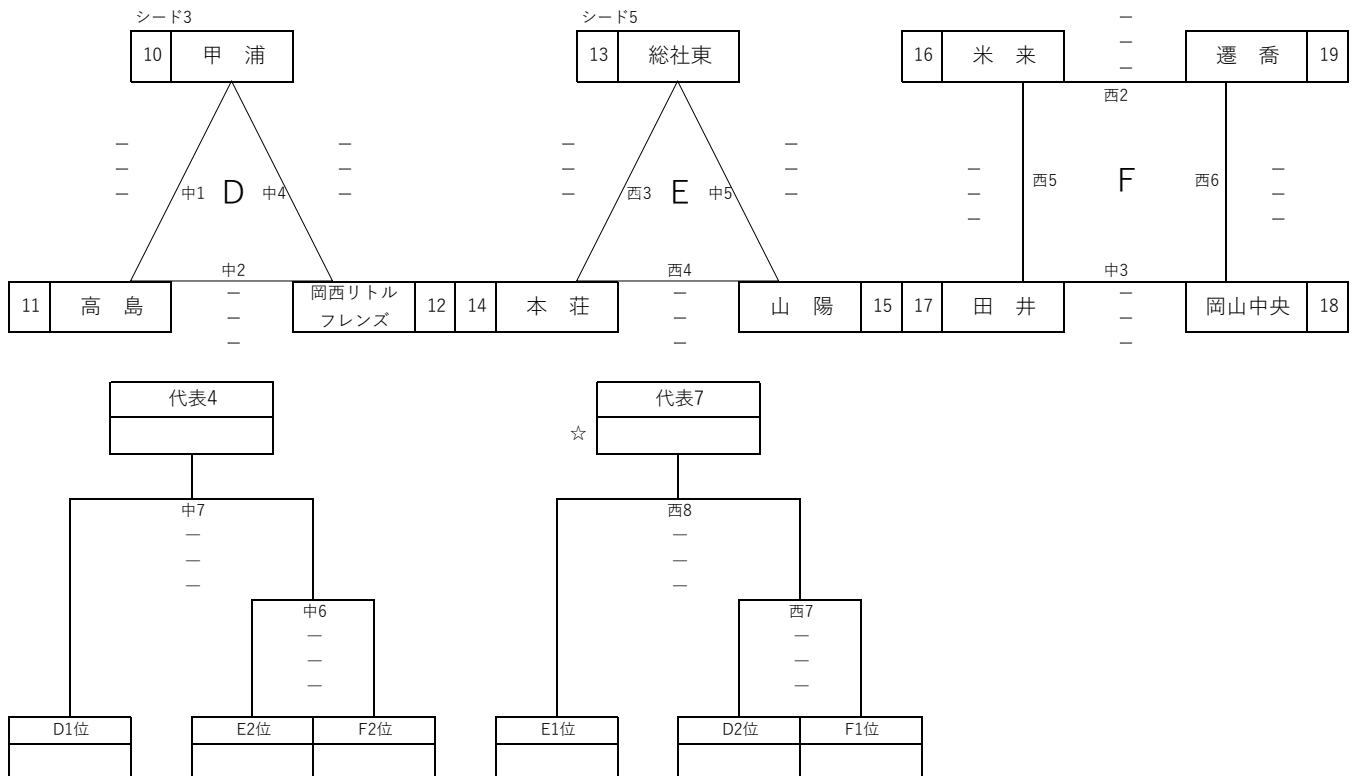 シード3
シード5
10 甲 浦
13 総社東
16 米 来
遷 喬 19
－
－
－
西2
－
－
－
中1
D
中4
－
－
－
－
－
－
西3
E
中5
－
－
－
－
－
－
西5
F
西6
－
－
－
中2
西4
中3
11 高 島
岡西リトル
フレンズ
12
14 本 荘
山 陽 15
17 田 井
岡山中央 18
－
－
－
－
－
－
－
－
－
代表4
代表7
☆
中7
－
－
－
西8
－
－
－
中6
－
－
－
西7
－
－
－
D1位
E2位
F2位
E1位
D2位
F1位